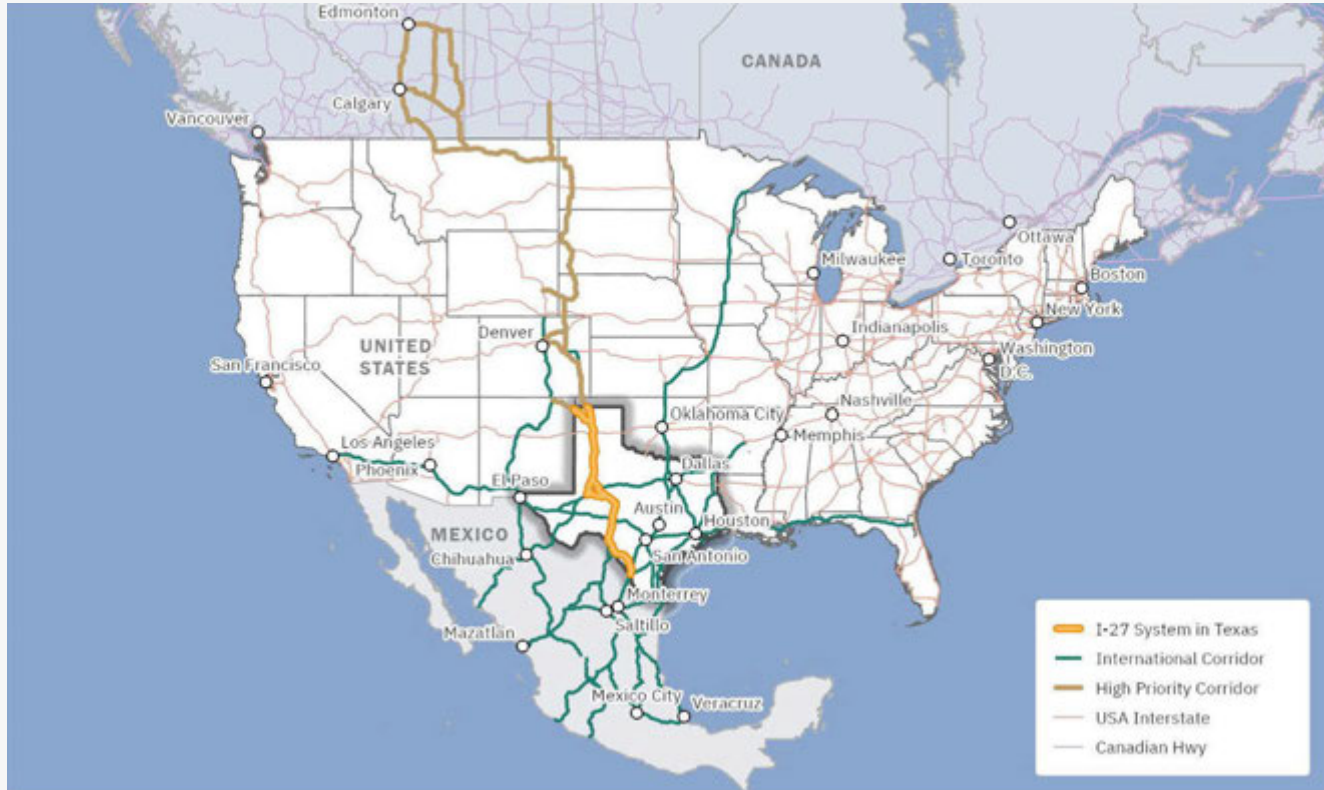 Edmonton
CANADA
Calgary
Vancouver
Ottawa
Milwaukee
Toronto
Boston
New York
Denver
Indianapolis
UNITED
STATES
Washington
D.C.
San Francisco
Nashville
Oklahoma City
Memphis
Los Angeles
Phoenix
Dallas
El Paso
Austin
Houston
MEXICO
San Antonio
Chihuahua
Monterrey
Saltillo
Mazatlan
Mexico City
Veracruz
I-27 System in Texas
International Corridor
High Priority Corridor
USA Interstate
Canadian Hwy